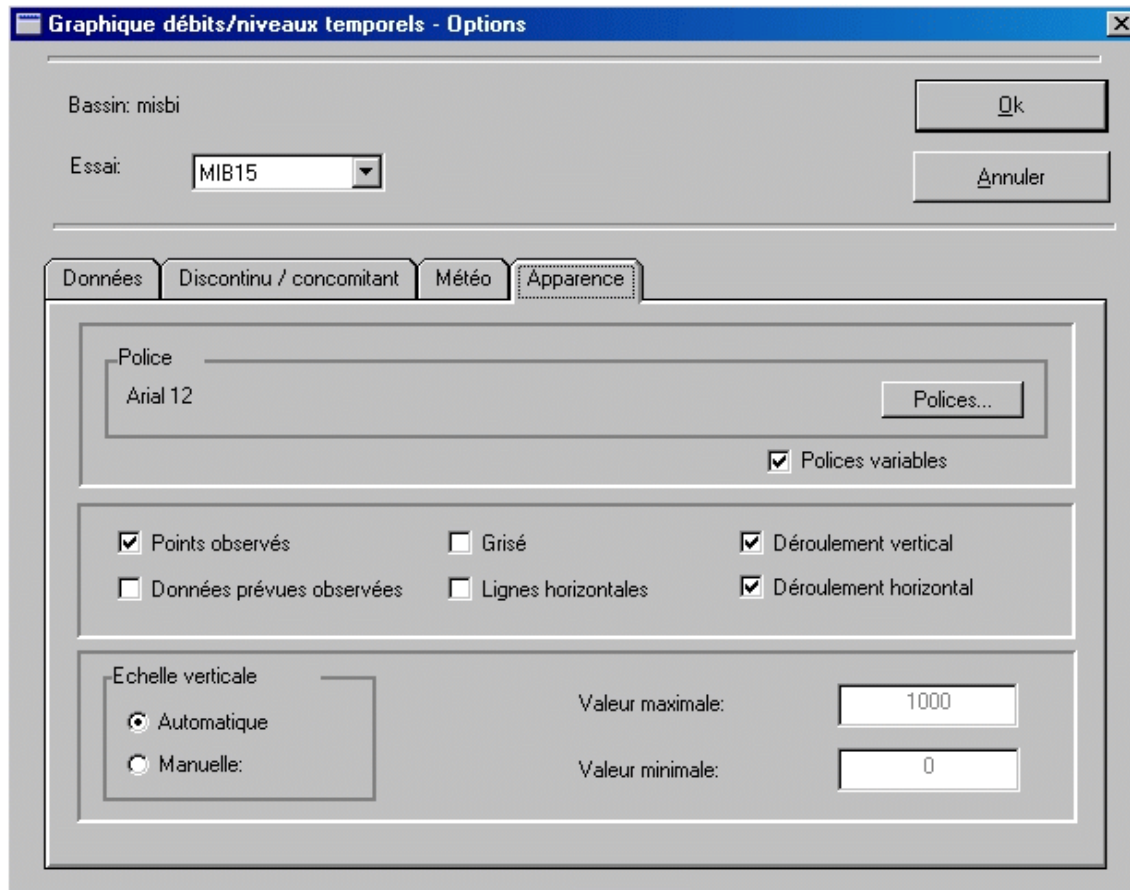 Graphique débits/niveaux temporels - Options
Bassin: misbi
Ok
Essai:
MIB15
Annuler
Données
Discontinu / concomitant
Météo
Apparence
Police
Arial 12
Polices...
Polices variables
Points observés
Grisé
Déroulement vertical
Données prévues observées
Lignes horizontales
Déroulement horizontal
Echelle verticale
Automatique
Valeur maximale:
1000
Manuelle:
Valeur minimale:
0